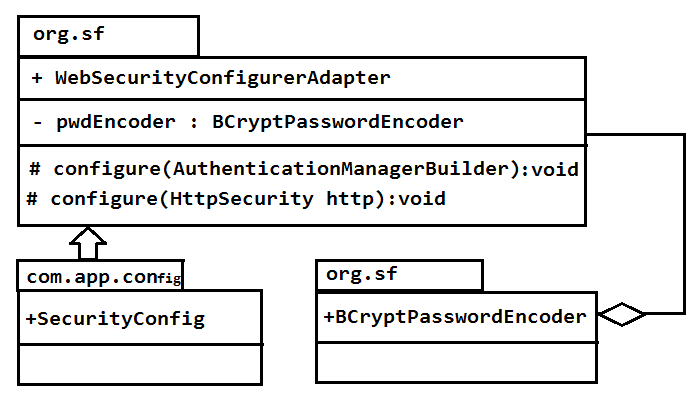 org.sf
+ WebSecurityConfigurerAdapter
- pwdEncoder : BCryptPasswordEncoder
# configure(AuthenticationManagerBuilder):void
# configure(HttpSecurity http):void
com.app.config
+SecurityConfig
org.sf
+BCryptPasswordEncoder